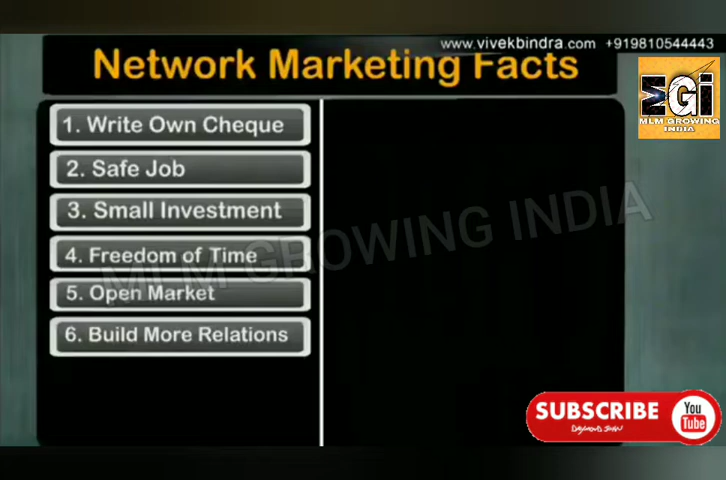 www.vivekbindra.com +919810544443
Network Marketing Facts
MLM GROWING
INDIA
1. Write Own Cheque
2. Safe Job
3. Small Investment
4. Freedom of Time
5. Open Market
6. Build More Relations
MLM GROWING INDIA
SUBSCRIBE
You
Tube